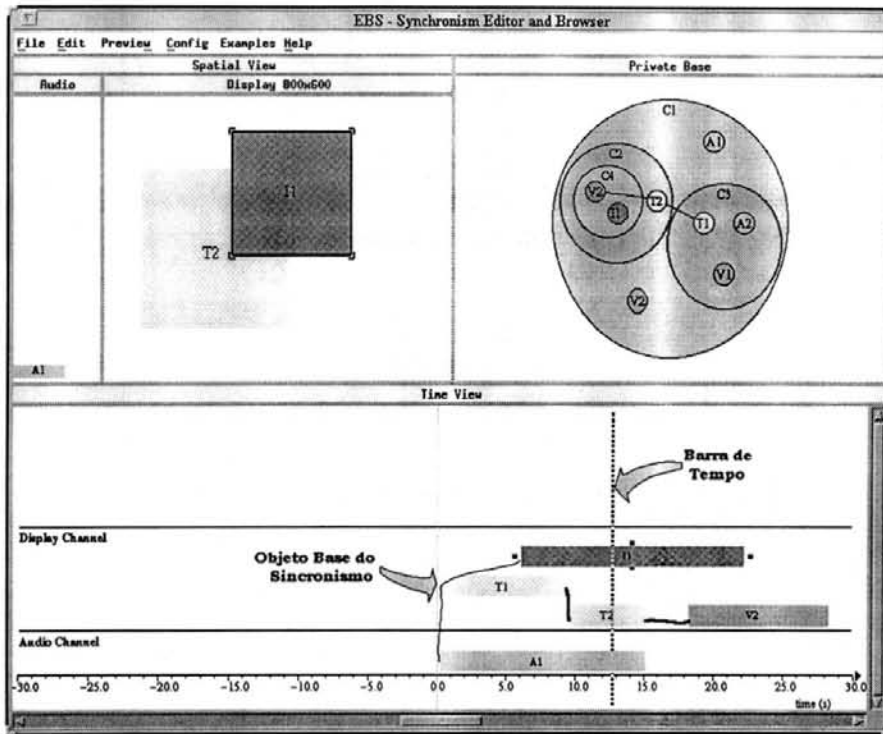 EBS - Synchronism Editor and Browser
File Edit Preview Config Examples Help
Spatial View
Private Base
Audio
Display 800x600
I1
T2
A1
C1
A1
C2
C4
V2
T2
I1
C3
T1
A2
V1
V2
Time View
Barra de
Tempo
Display Channel
I1
Objeto Base do
Sincronismo
T1
T2
V2
Audio Channel
A1
-30.0 -25.0 -20.0 -15.0 -10.0 -5.0 0.0 5.0 10.0 15.0 20.0 25.0 30.0
time (s)